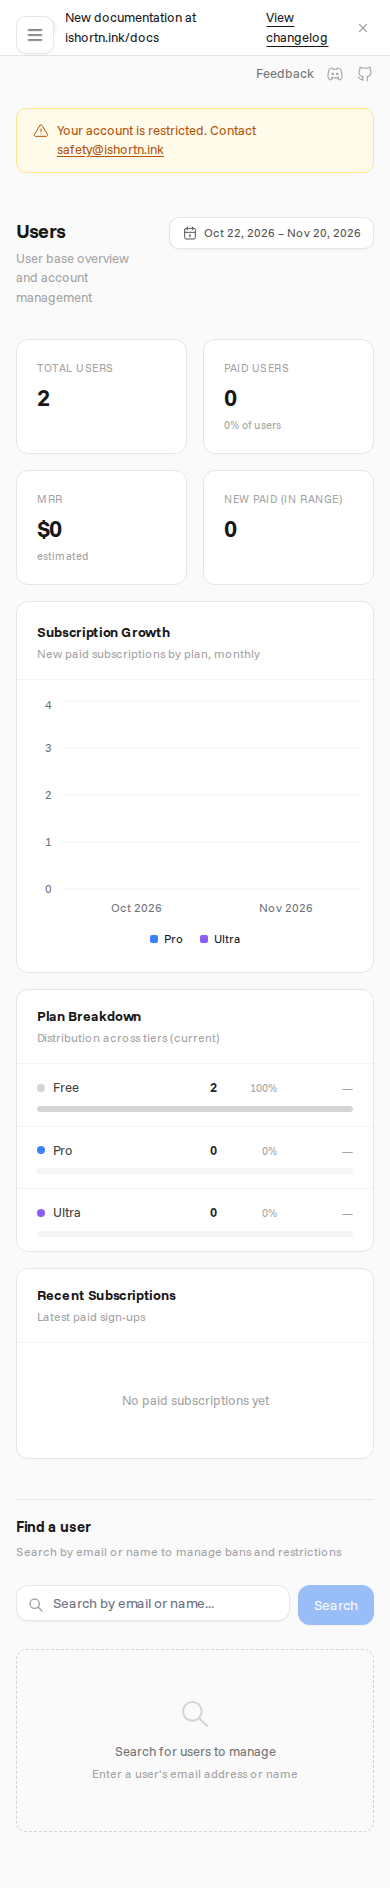 New documentation at
ishortn.ink/docs
View
changelog
Feedback
Your account is restricted. Contact
safety@ishortn.ink
Users
User base overview
and account
management
Oct 22, 2026 – Nov 20, 2026
TOTAL USERS
2
PAID USERS
0
0% of users
MRR
$0
estimated
NEW PAID (IN RANGE)
0
Subscription Growth
New paid subscriptions by plan, monthly
4
3
2
1
0
Oct 2026 Nov 2026
Pro Ultra
Plan Breakdown
Distribution across tiers (current)
Free 2 100% —
Pro 0 0% —
Ultra 0 0% —
Recent Subscriptions
Latest paid sign-ups
No paid subscriptions yet
Find a user
Search by email or name to manage bans and restrictions
Search by email or name...
Search
Search for users to manage
Enter a user's email address or name